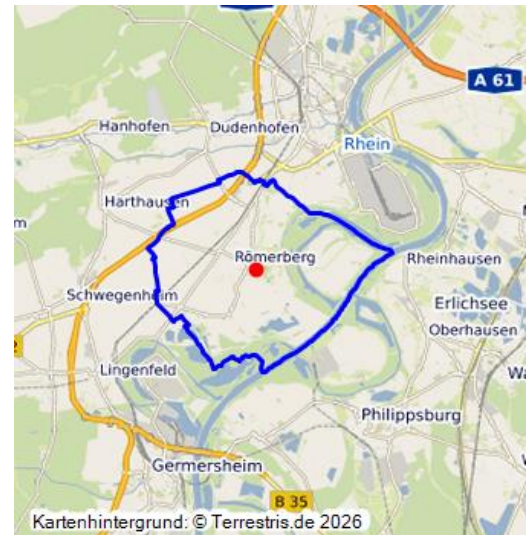 A 61
Hanhofen
Dudenhofen
Rhein
Harthausen
Römerberg
Rheinhausen
Schwegenheim
Erlichsee
Oberhausen
Lingenfeld
Philippsburg
Germersheim
B 35
Kartenhintergrund: © Terrestris.de 2026